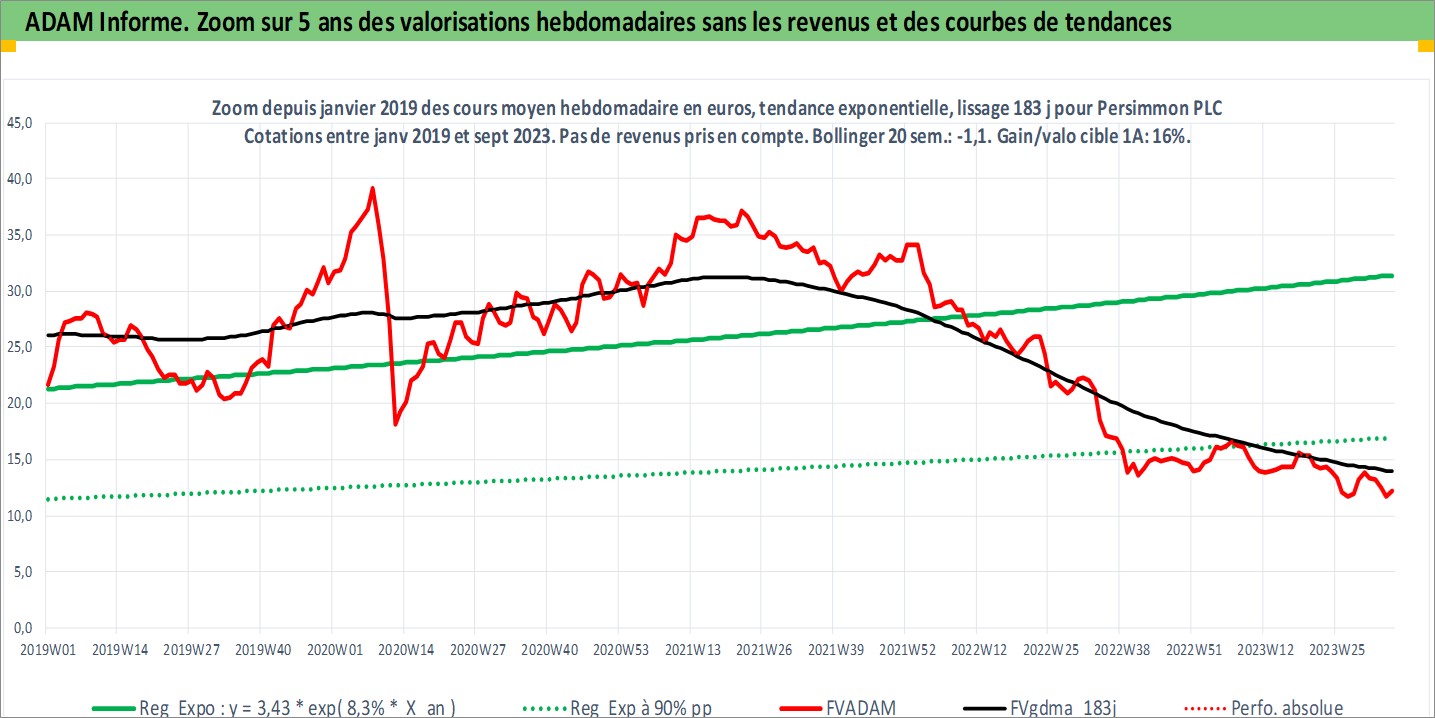 ADAM Informe. Zoom sur 5 ans des valorisations hebdomadaires sans les revenus et des courbes de tendances
Zoom depuis janvier 2019 des cours moyen hebdomadaire en euros, tendance exponentielle, lissage 183 j pour Persimmon PLC
Cotations entre janv 2019 et sept 2023. Pas de revenus pris en compte. Bollinger 20 sem.: -1,1. Gain/valo cible 1A: 16%.
45,0
40,0
35,0
30,0
25,0
20,0
15,0
10,0
5,0
0,0
2019W01 2019W14 2019W27 2019W40 2020W01 2020W14 2020W27 2020W40 2020W53 2021W13 2021W26 2021W39 2021W52 2022W12 2022W25 2022W38 2022W51 2023W12 2023W25
Reg Expo : y = 3,43 * exp( 8,3% * X an ) Reg Exp à 90% pp FVADAM FVgdma 183j Perfo. absolue